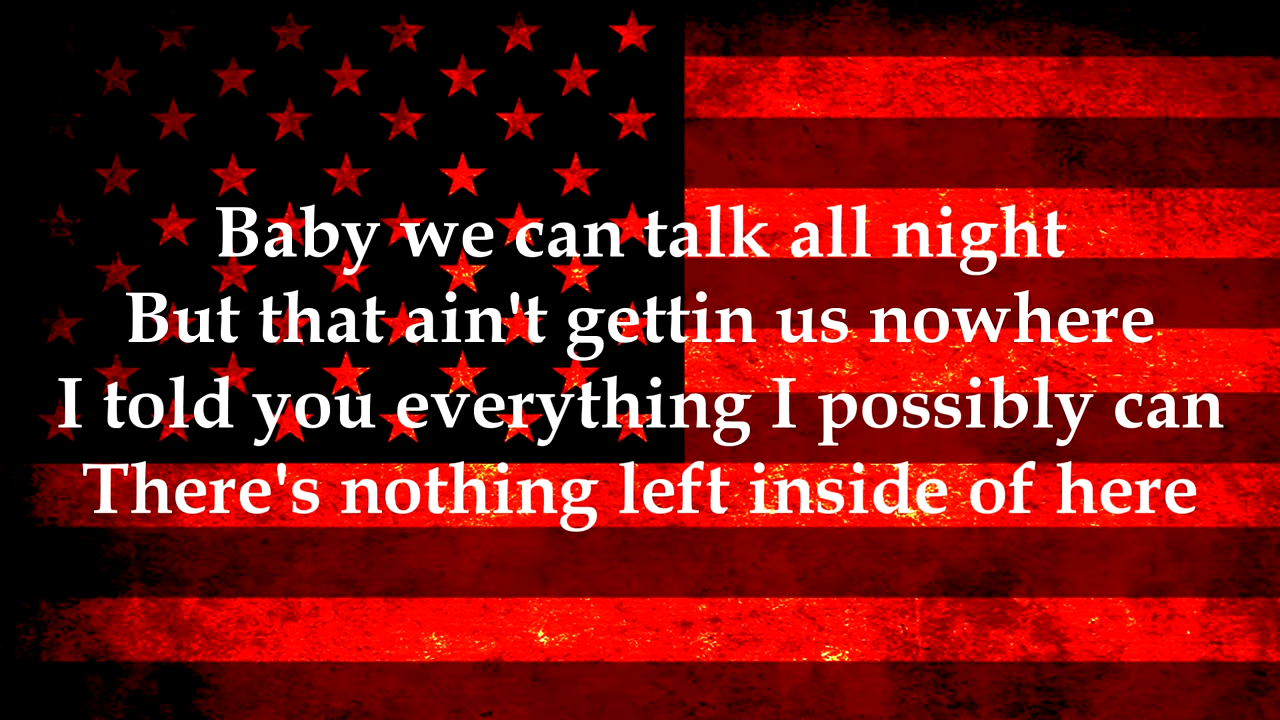 Baby we can talk all night
But that ain't gettin us nowhere
I told you everything I possibly can
There's nothing left inside of here